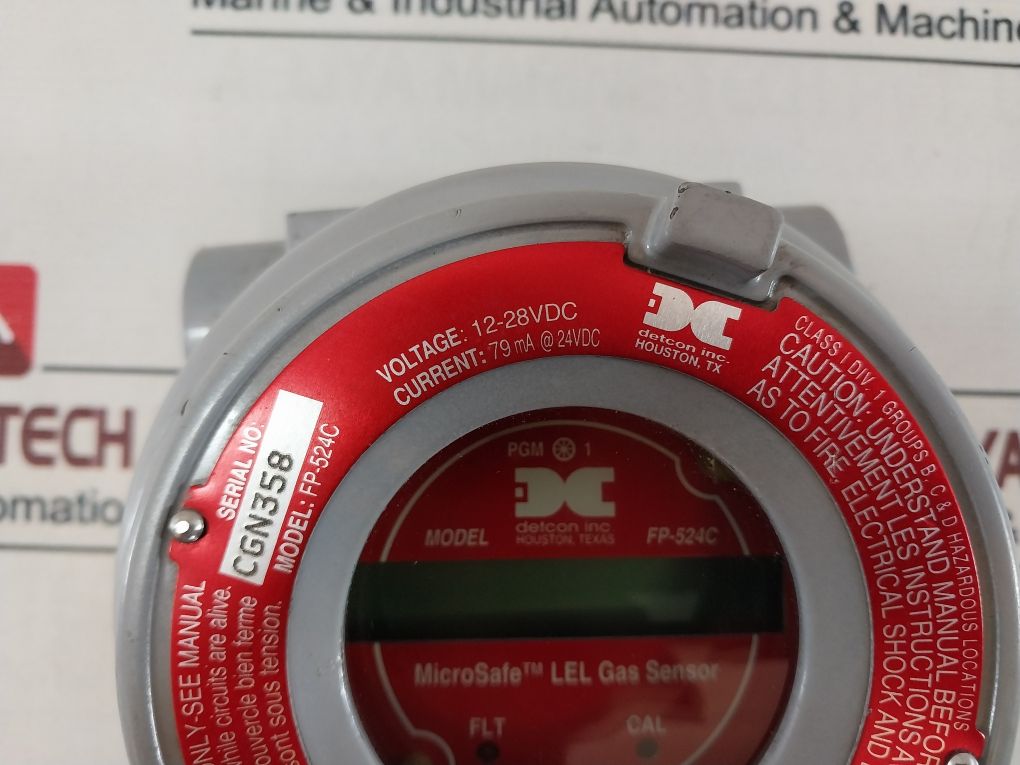 Marine & Industrial Automation & Machine
TECH
VOLTAGE: 12-28VDC
CURRENT: 79 mA @ 24VDC
detcon inc.
HOUSTON, TX
SERIAL NO:
CGN358
MODEL: FP-524C
ONLY -SEE MANUAL
while circuits are alive.
couvercle bien ferme
sont sous tension.
CLASS I DIV. 1 GROUPS B, C & D HAZARDOUS LOCATIONS
CAUTION: UNDERSTAND MANUAL BEFOR
ATTENTIVEMENT LES INSTRUCTIONS A
AS TO FIRE, ELECTRICAL SHOCK AND
PGM 1
detcon inc
HOUSTON, TEXAS
MODEL FP-524C
MicroSafe™ LEL Gas Sensor
FLT CAL